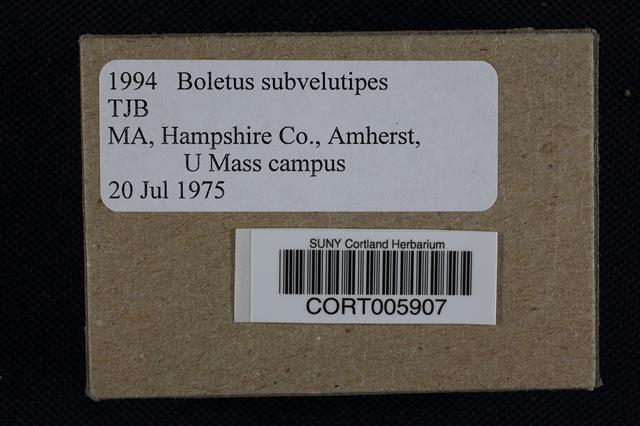 1994 Boletus subvelutipes
TJB
MA, Hampshire Co., Amherst,
U Mass campus
20 Jul 1975
SUNY Cortland Herbarium
CORT005907